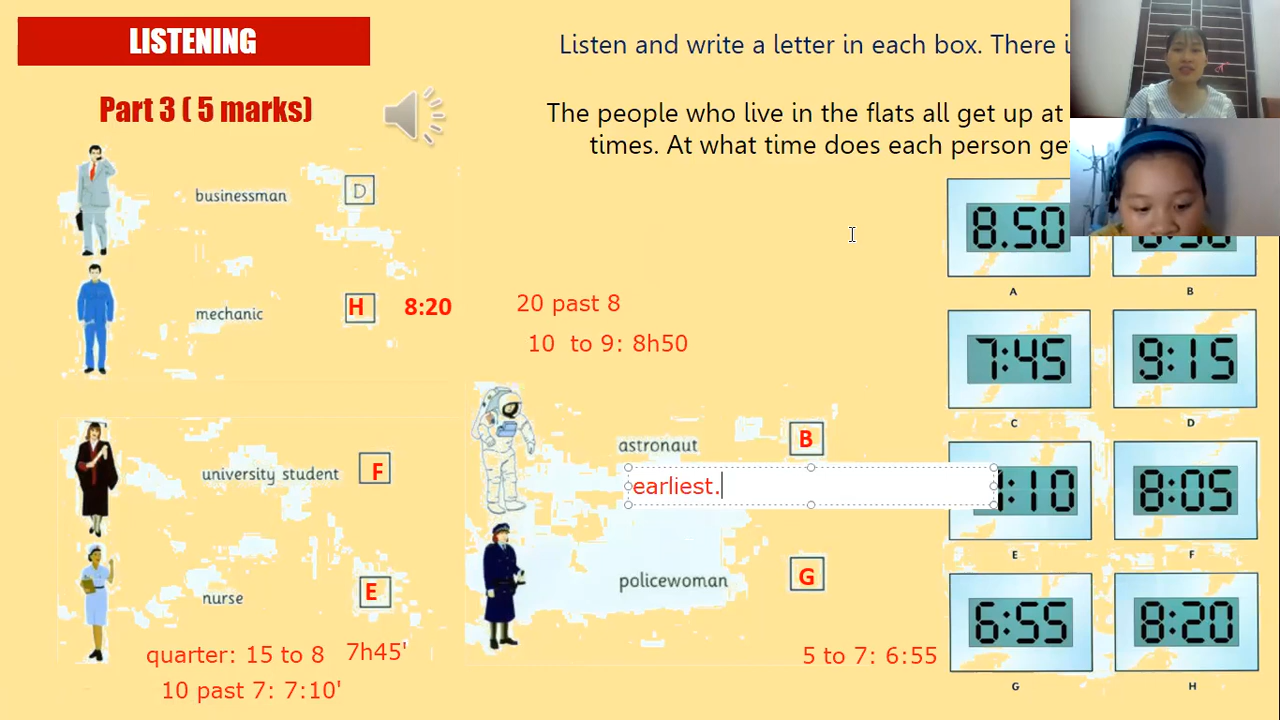 LISTENING
Listen and write a letter in each box. There i
Part 3 ( 5 marks)
The people who live in the flats all get up at
times. At what time does each person ge
businessman D
8.50
A
B
mechanic H 8:20
20 past 8
10 to 9: 8h50
7:45
9:15
C
D
astronaut B
university student F
earliest.
:10
8:05
E
F
policewoman G
nurse E
6:55
8:20
quarter: 15 to 8 7h45'
5 to 7: 6:55
10 past 7: 7:10'
G
H